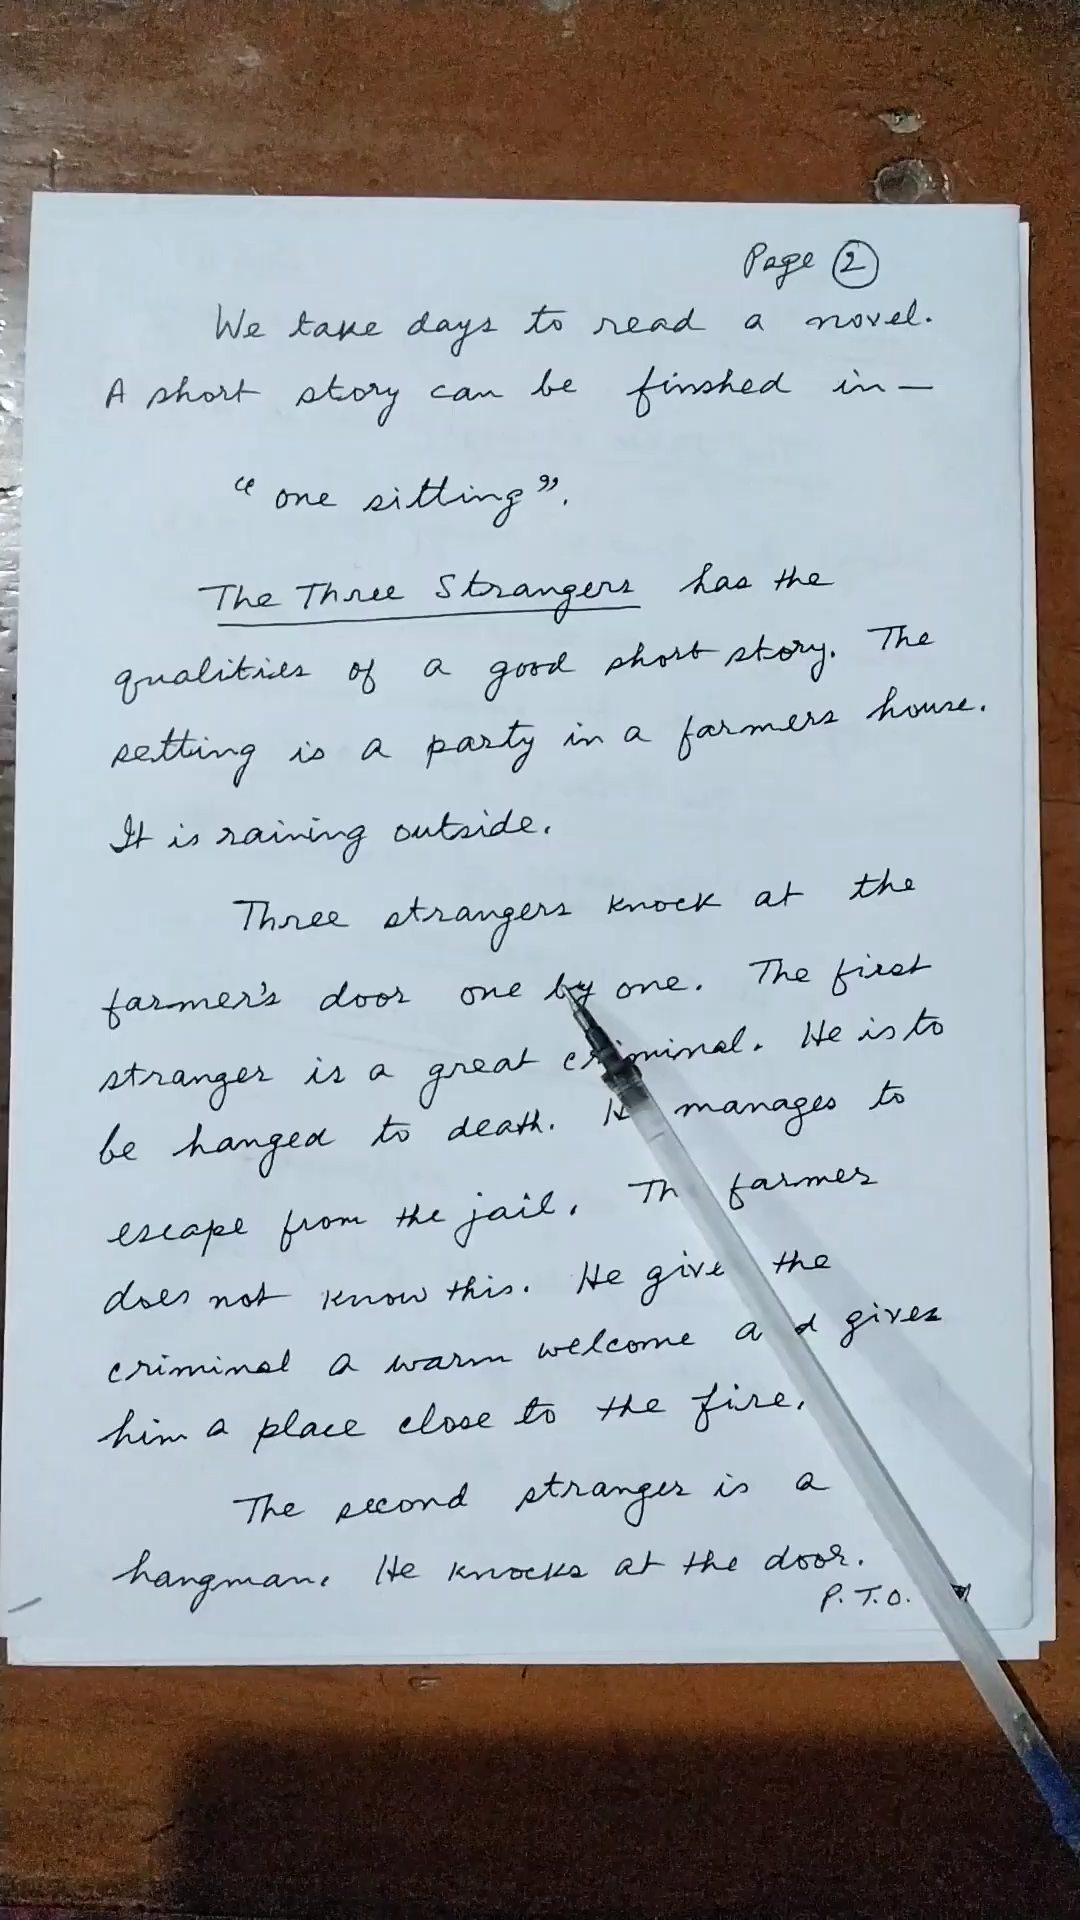 Page 2
We take days to read a novel.
A short story can be finshed in —
"one sitting".
The Three Strangers has the
qualities of a good short story. The
setting is a party in a farmers house.
It is raining outside.
Three strangers knock at the
farmer's door one by one. The first
stranger is a great criminal. He is to
be hanged to death. manages to
escape from the jail. farmer
does not know this. He the
criminal a warm welcome gives
him a place close to the fire.
The second stranger is a
hangman. He knocks at the door.
P.T.O.